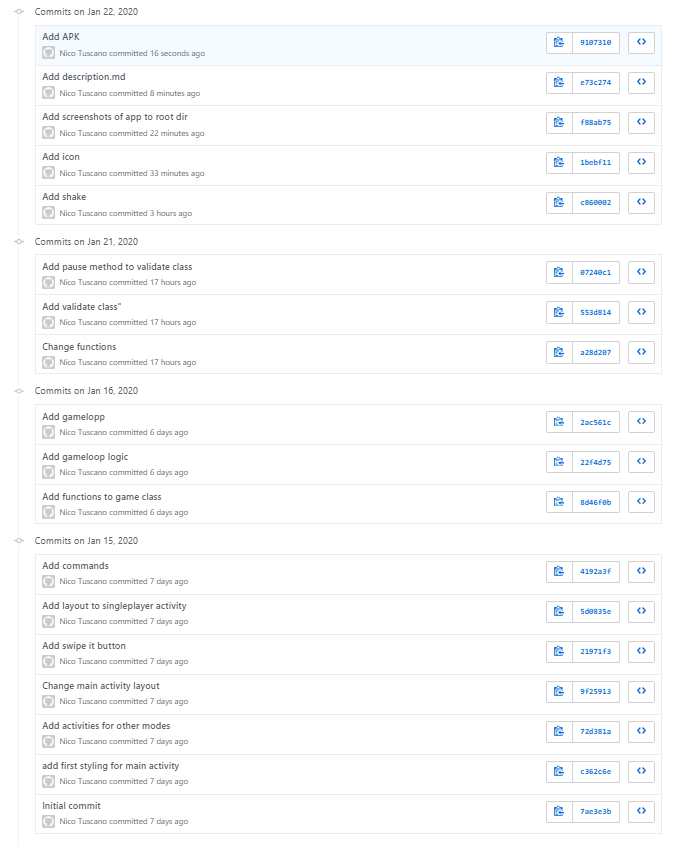 Commits on Jan 22, 2020
Add APK
Nico Tuscano committed 16 seconds ago
9107310
Add description.md
Nico Tuscano committed 8 minutes ago
e73c274
Add screenshots of app to root dir
Nico Tuscano committed 22 minutes ago
f88ab75
Add icon
Nico Tuscano committed 33 minutes ago
1bebf11
Add shake
Nico Tuscano committed 3 hours ago
c860002
Commits on Jan 21, 2020
Add pause method to validate class
Nico Tuscano committed 17 hours ago
07240c1
Add validate class"
Nico Tuscano committed 17 hours ago
553d814
Change functions
Nico Tuscano committed 17 hours ago
a28d207
Commits on Jan 16, 2020
Add gamelopp
Nico Tuscano committed 6 days ago
2ac561c
Add gameloop logic
Nico Tuscano committed 6 days ago
22f4d75
Add functions to game class
Nico Tuscano committed 6 days ago
8d46f0b
Commits on Jan 15, 2020
Add commands
Nico Tuscano committed 7 days ago
4192a3f
Add layout to singleplayer activity
Nico Tuscano committed 7 days ago
5d0835e
Add swipe it button
Nico Tuscano committed 7 days ago
21971f3
Change main activity layout
Nico Tuscano committed 7 days ago
9f25913
Add activities for other modes
Nico Tuscano committed 7 days ago
72d381a
add first styling for main activity
Nico Tuscano committed 7 days ago
c362c6e
Initial commit
Nico Tuscano committed 7 days ago
7ae3e3b